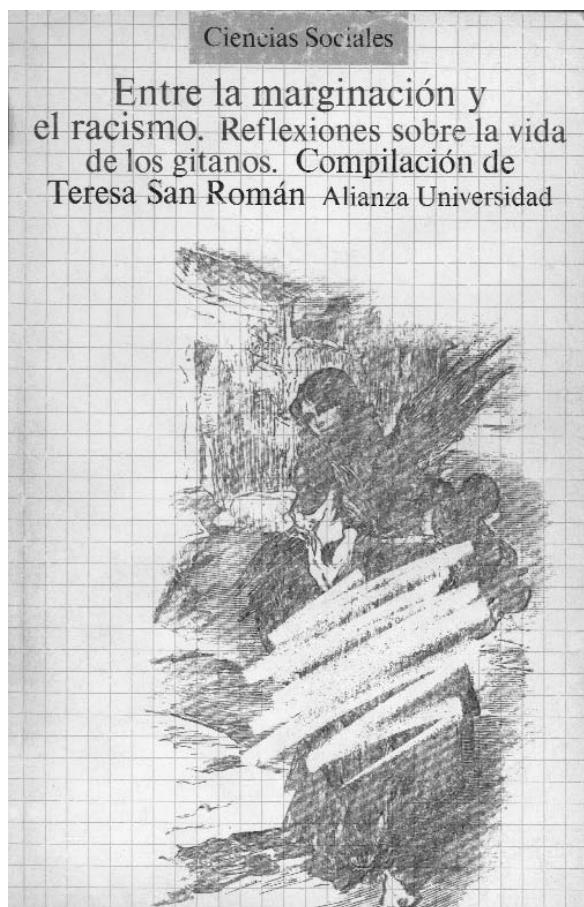 Ciencias Sociales
Entre la marginación y
el racismo. Reflexiones sobre la vida
de los gitanos. Compilación de
Teresa San Román Alianza Universidad